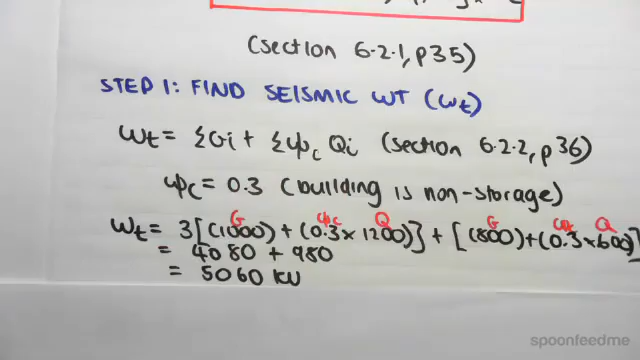 (section 6.2.1, p35)
STEP 1: FIND SEISMIC WT (Wt)
Wt = ΣGi + Σψc Qi (section 6.2.2, p36)
ψc = 0.3 (building is non-storage)
G ψc Q G ψc Q
Wt = 3[(1000) + (0.3 x 1200)] + [(800) + (0.3 x 600)]
= 4080 + 980
= 5060 kN
spoonfeedme